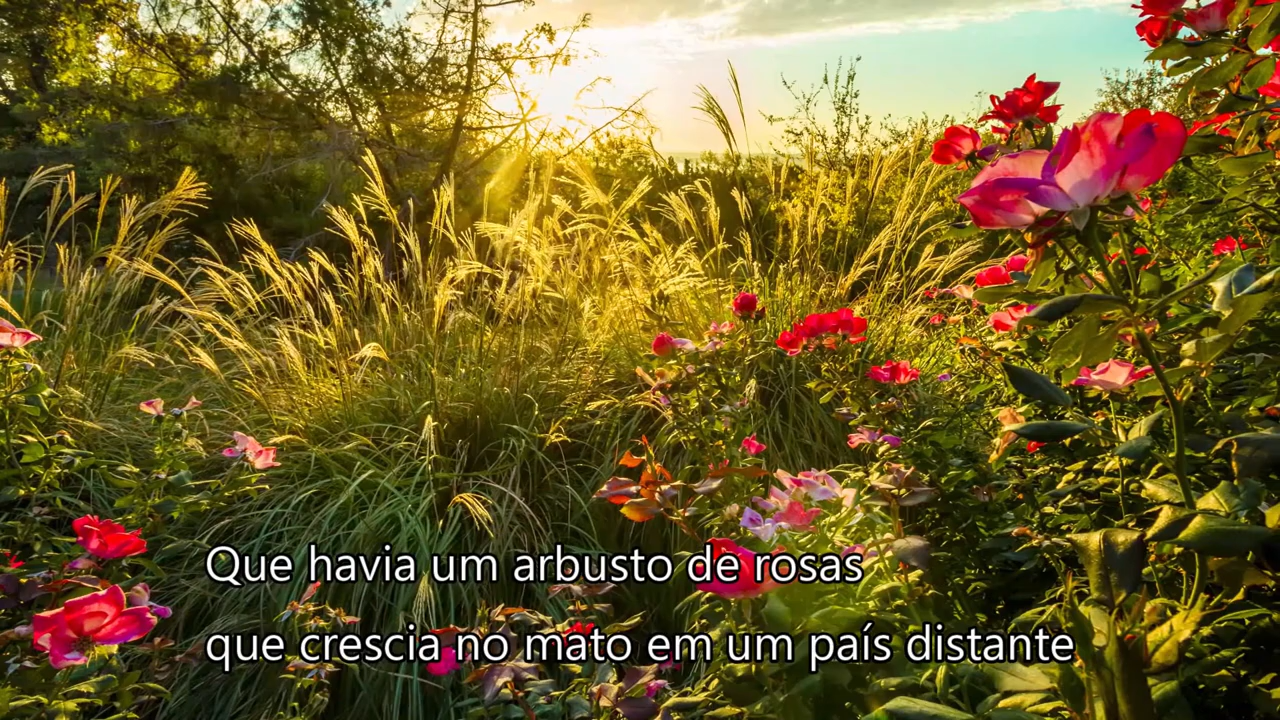 Que havia um arbusto de rosas
que crescia no mato em um país distante